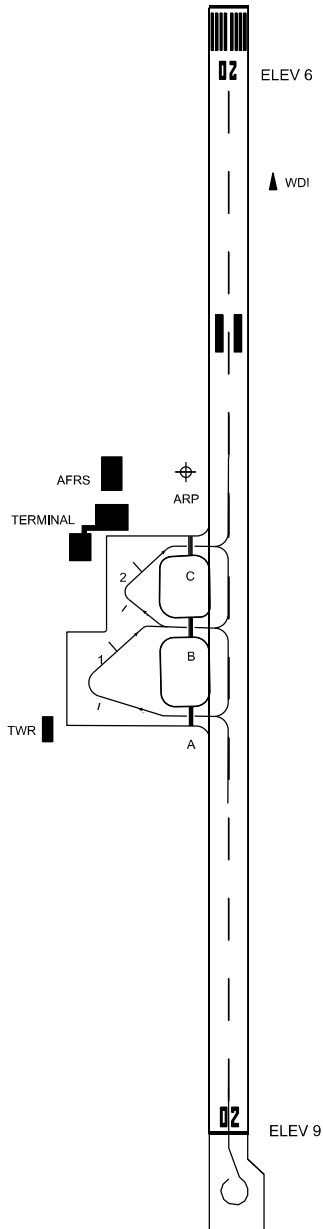 02
ELEV 6
WDI
AFRS
ARP
TERMINAL
2
C
1
B
TWR
A
02
ELEV 9